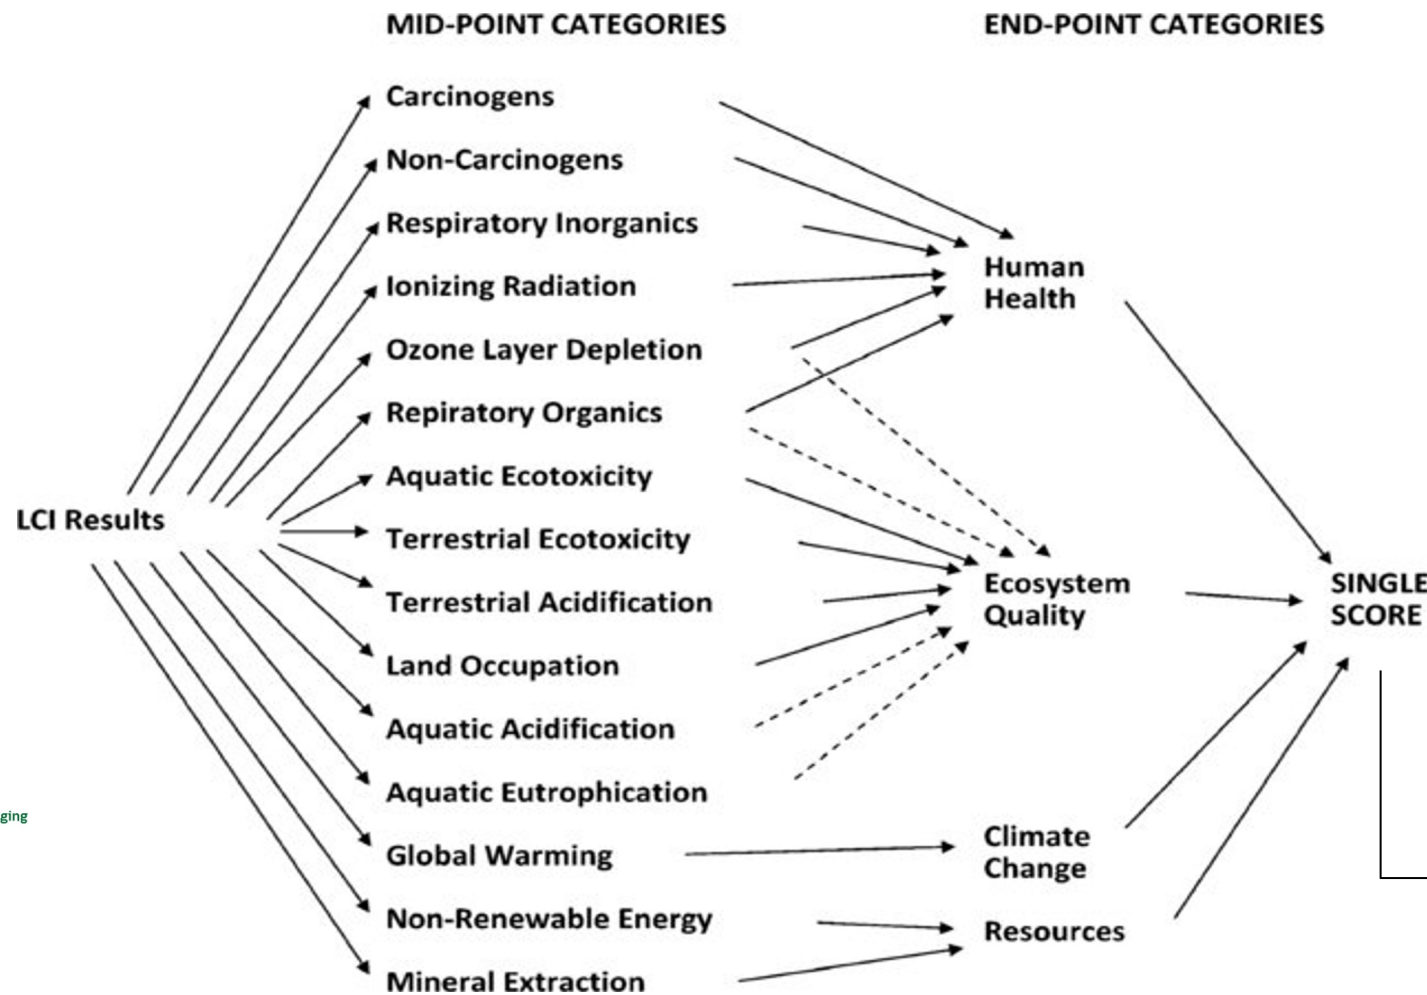 MID-POINT CATEGORIES
END-POINT CATEGORIES
Carcinogens
Non-Carcinogens
Respiratory Inorganics
Ionizing Radiation
Ozone Layer Depletion
Repiratory Organics
Aquatic Ecotoxicity
LCI Results
Terrestrial Ecotoxicity
Terrestrial Acidification
Land Occupation
Aquatic Acidification
Aquatic Eutrophication
Global Warming
Non-Renewable Energy
Mineral Extraction
Human
Health
Ecosystem
Quality
Climate
Change
Resources
SINGLE
SCORE
ging